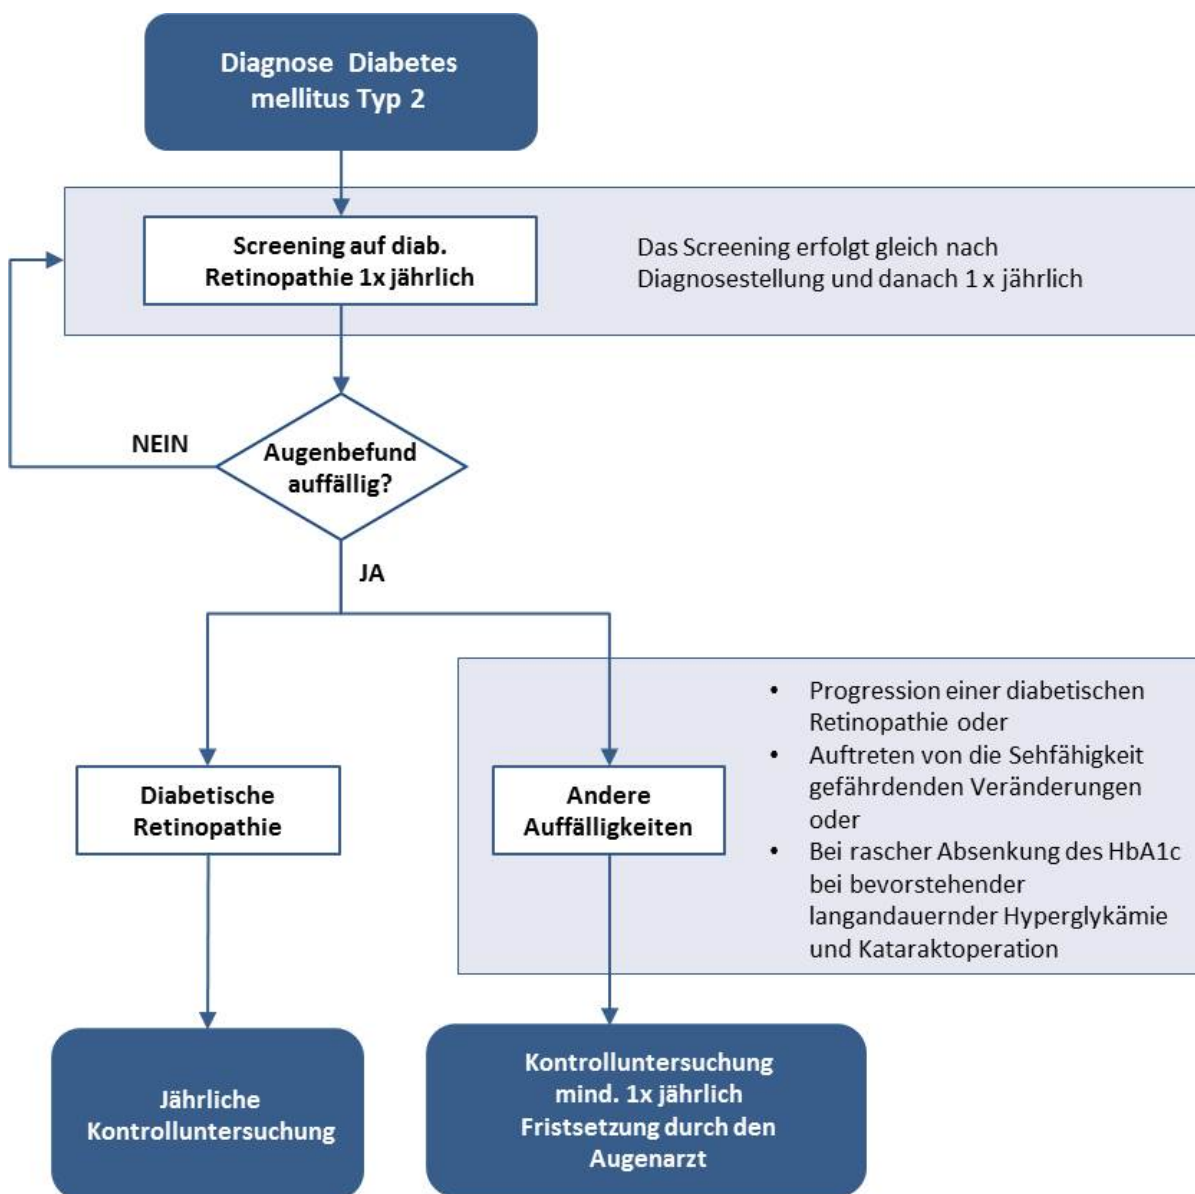 Diagnose Diabetes
mellitus Typ 2
Screening auf diab.
Retinopathie 1x jährlich
Das Screening erfolgt gleich nach
Diagnosestellung und danach 1 x jährlich
NEIN
Augenbefund
auffällig?
JA
Diabetische
Retinopathie
Andere
Auffälligkeiten
• Progression einer diabetischen
Retinopathie oder
• Auftreten von die Sehfähigkeit
gefährdenden Veränderungen
oder
• Bei rascher Absenkung des HbA1c
bei bevorstehender
langandauernder Hyperglykämie
und Kataraktoperation
Jährliche
Kontrolluntersuchung
Kontrolluntersuchung
mind. 1x jährlich
Fristsetzung durch den
Augenarzt